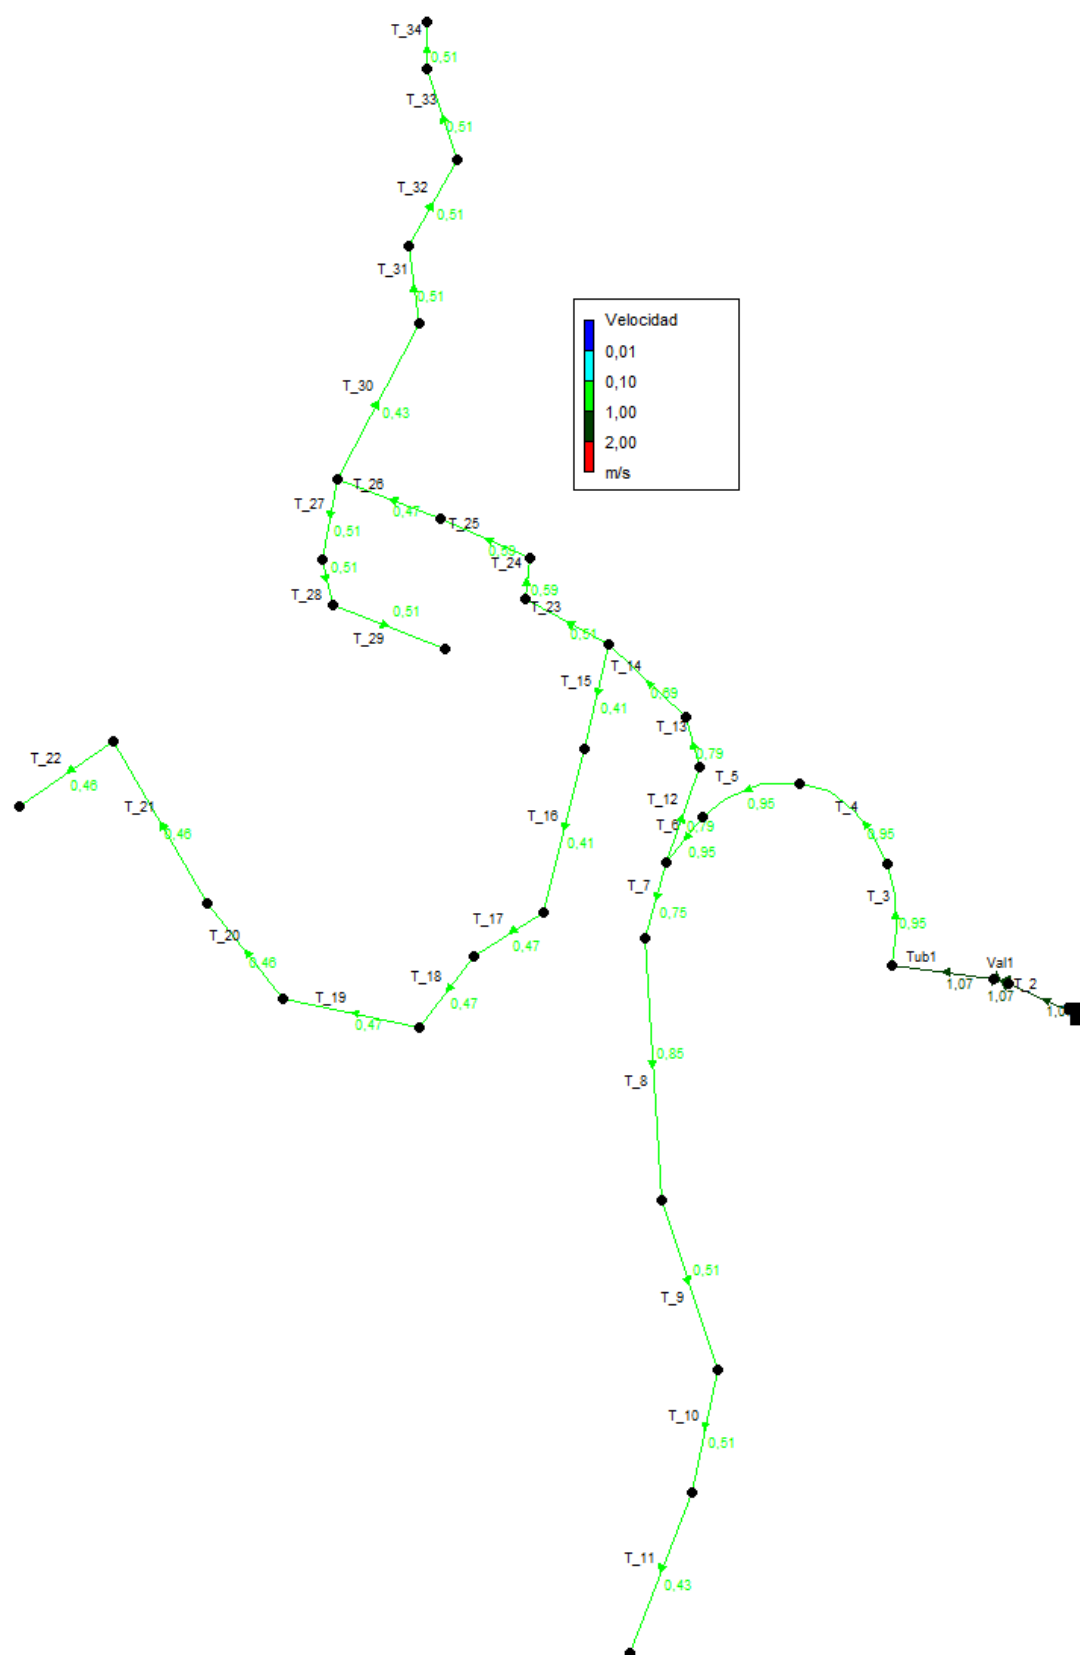 T_34
0,51
T_33
0,51
T_32
0,51
T_31
0,51
Velocidad
0,01
0,10
1,00
2,00
m/s
T_30
0,43
T_26
0,47
T_27
0,51
T_25
0,59
T_24
0,51
T_28
0,59
T_23
0,51
T_29
0,51
T_14
T_15
0,69
0,41
T_13
0,79
T_22
0,46
T_5
0,95
T_21
0,46
T_12
T_6
0,79
0,95
T_4
0,95
T_16
0,41
T_7
0,75
T_3
0,95
T_17
0,47
T_20
0,46
Tub1
1,07
Val1
1,07
T_2
T_18
0,47
T_19
0,47
0,85
T_8
0,51
T_9
T_10
0,51
T_11
0,43